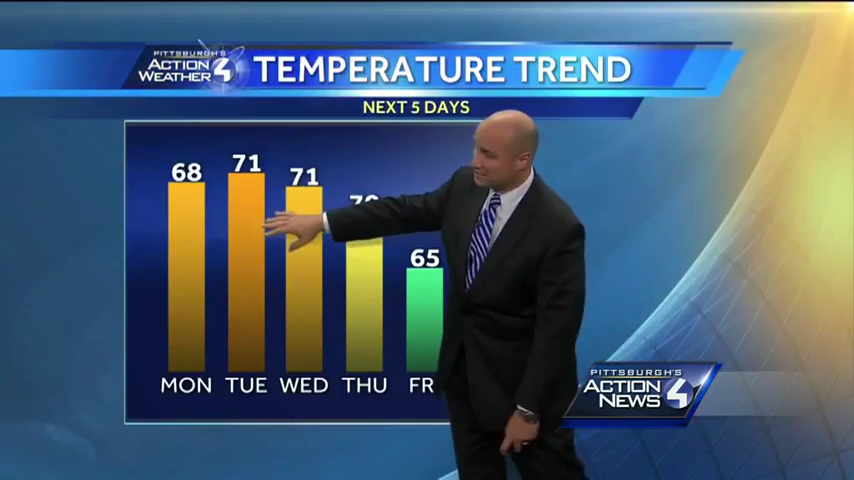 PITTSBURGH'S
ACTION
WEATHER 4
TEMPERATURE TREND
NEXT 5 DAYS
68 71 71 65
MON TUE WED THU
PITTSBURGH'S
ACTION
NEWS 4